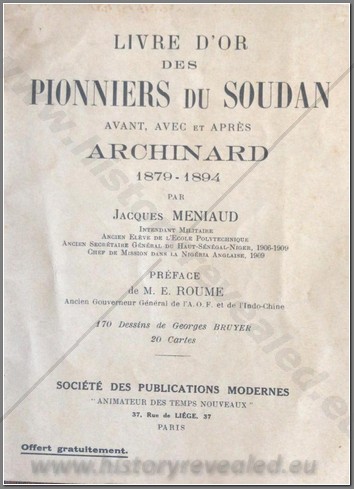 LIVRE D'OR
DES
PIONNIERS DU SOUDAN
AVANT, AVEC ET APRÈS
ARCHINARD
1879-1894
PAR
JACQUES MENIAUD
INTENDANT MILITAIRE
ANCIEN ELÈVE DE L'ECOLE POLYTECHNIQUE
ANCIEN SECRÉTAIRE GÉNÉRAL DU HAUT-SÉNÉGAL-NIGER, 1906-1909
CHEF DE MISSION DANS LA NIGÉRIA ANGLAISE, 1909
PRÉFACE
de M. E. ROUME
Ancien Gouverneur Général de l'A. O. F. et de l'Indo-Chine
170 Dessins de Georges BRUYER
20 Cartes
SOCIÉTÉ DES PUBLICATIONS MODERNES
"ANIMATEUR DES TEMPS NOUVEAUX"
37, Rue de LIÉGE, 37
PARIS
Offert gratuitement.
www.historyrevealed.eu